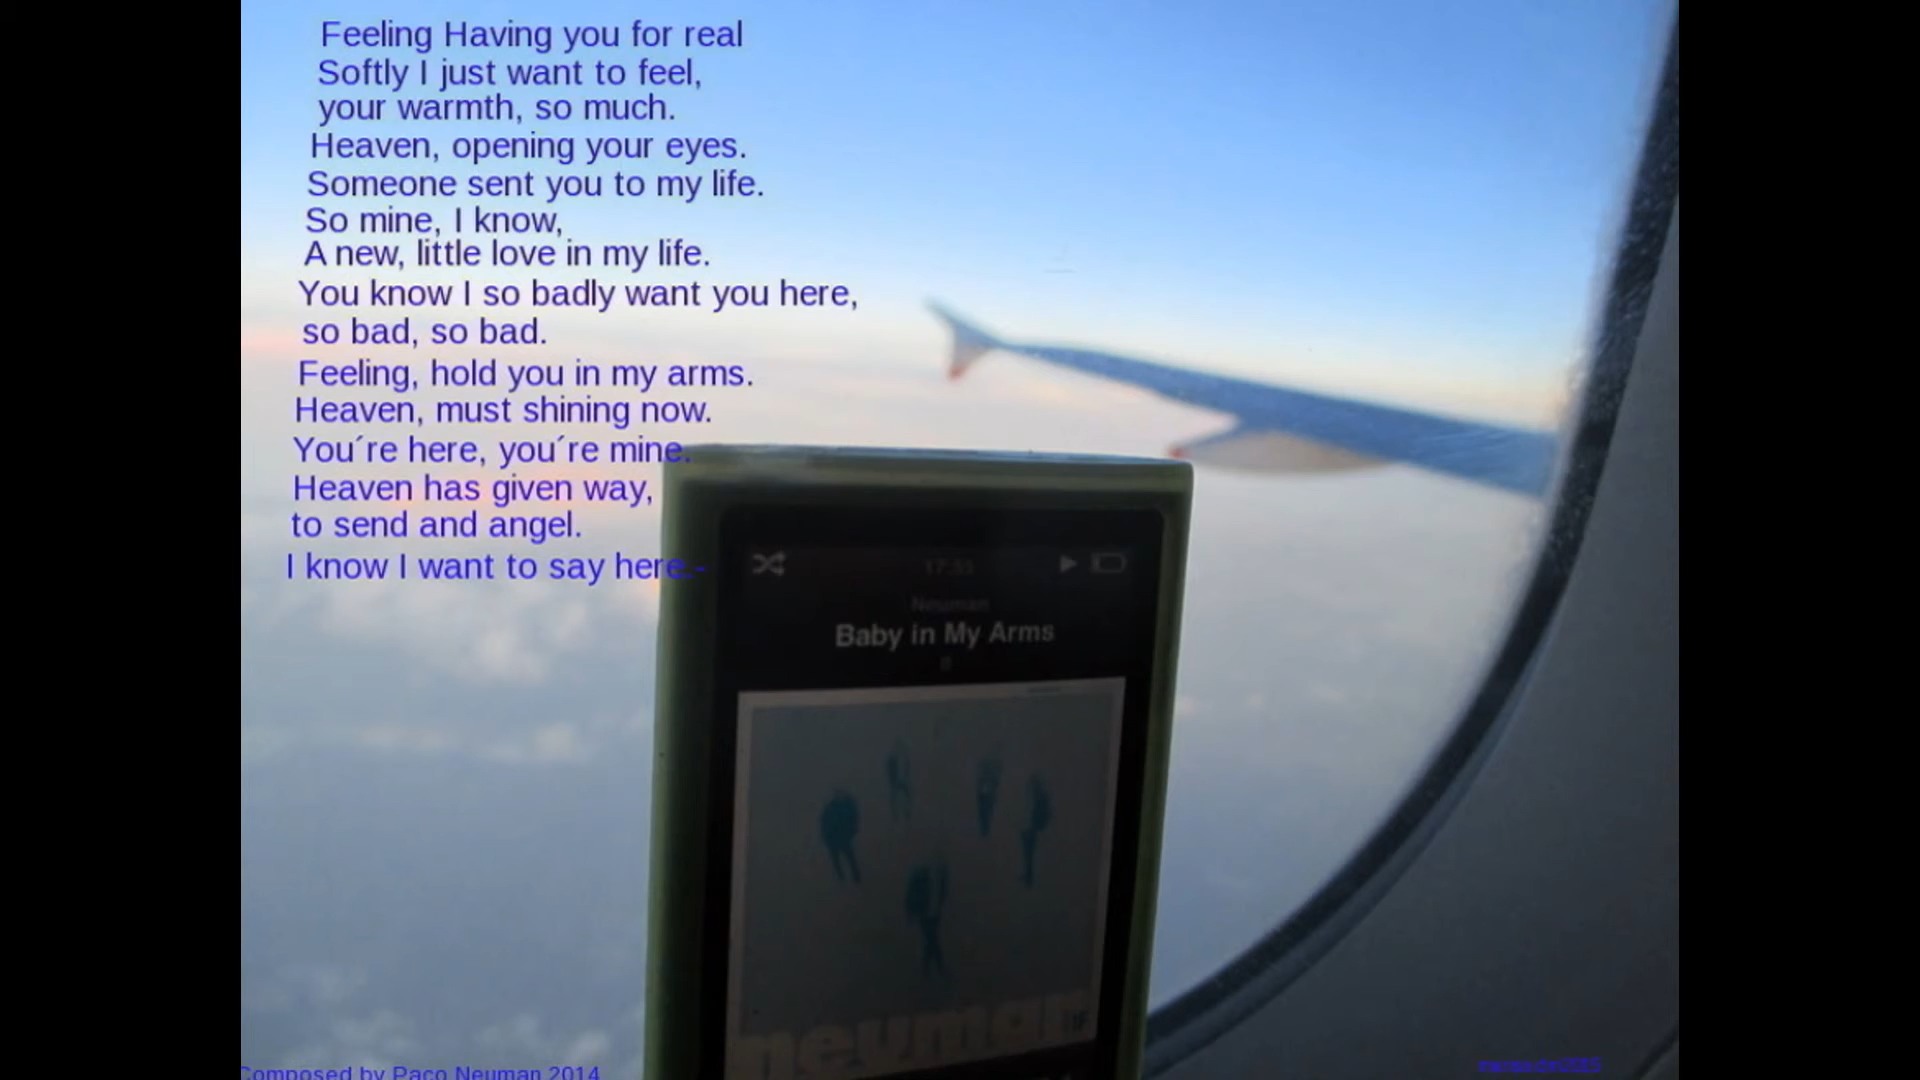 Feeling Having you for real
Softly I just want to feel,
your warmth, so much.
Heaven, opening your eyes.
Someone sent you to my life.
So mine, I know,
A new, little love in my life.
You know I so badly want you here,
so bad, so bad.
Feeling, hold you in my arms.
Heaven, must shining now.
You´re here, you´re mine.
Heaven has given way,
to send and angel.
I know I want to say here.-
Neuman
Baby in My Arms
neuman
Composed by Paco Neuman 2014